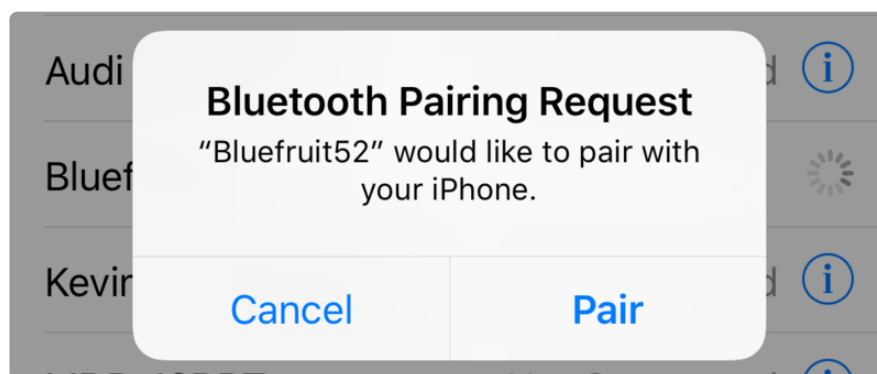 Audi
Bluetooth Pairing Request
“Bluefruit52” would like to pair with
your iPhone.
Bluef
Kevin
Cancel
Pair